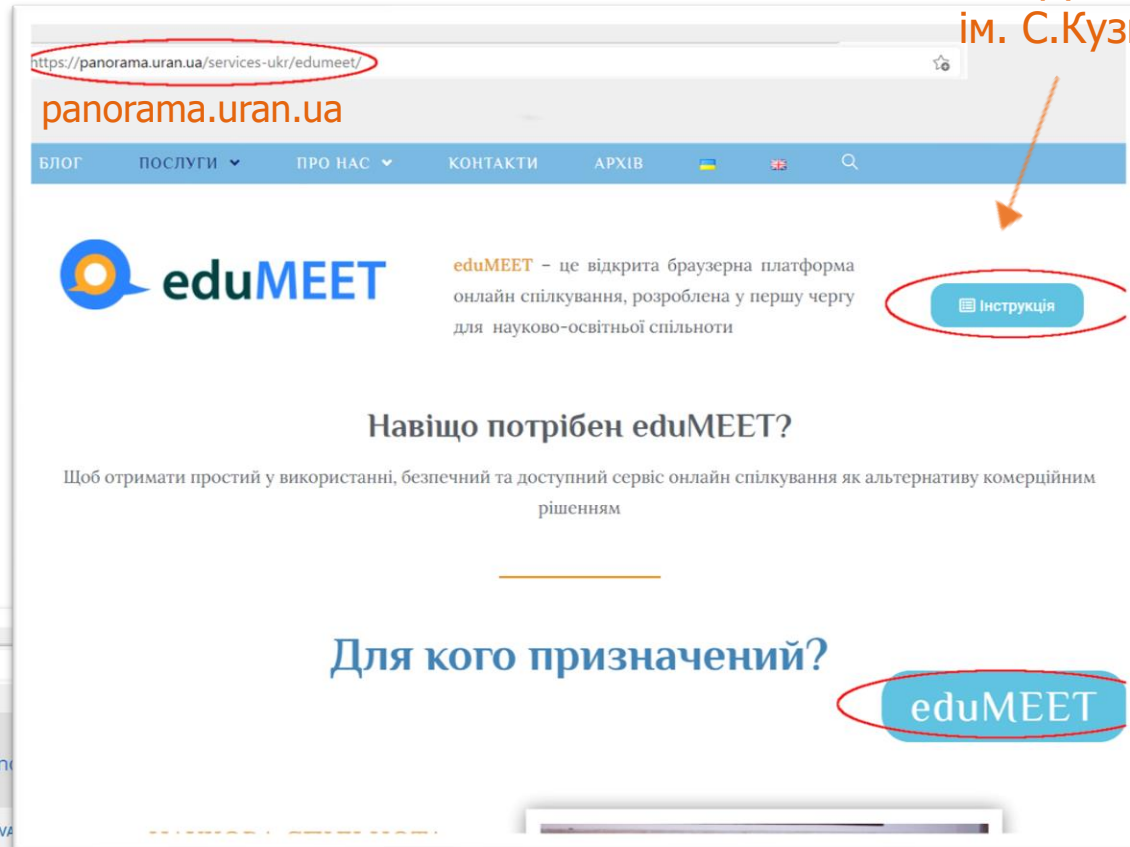 ім. С.Куз
https://panorama.uran.ua/services-ukr/edumeet/
panorama.uran.ua
БЛОГ ПОСЛУГИ ПРО НАС КОНТАКТИ АРХІВ
eduMEET
eduMEET – це відкрита браузерна платформа
онлайн спілкування, розроблена у першу чергу
для науково-освітньої спільноти
Інструкція
Навіщо потрібен eduMEET?
Щоб отримати простий у використанні, безпечний та доступний сервіс онлайн спілкування як альтернативу комерційним
рішенням
Для кого призначений?
eduMEET